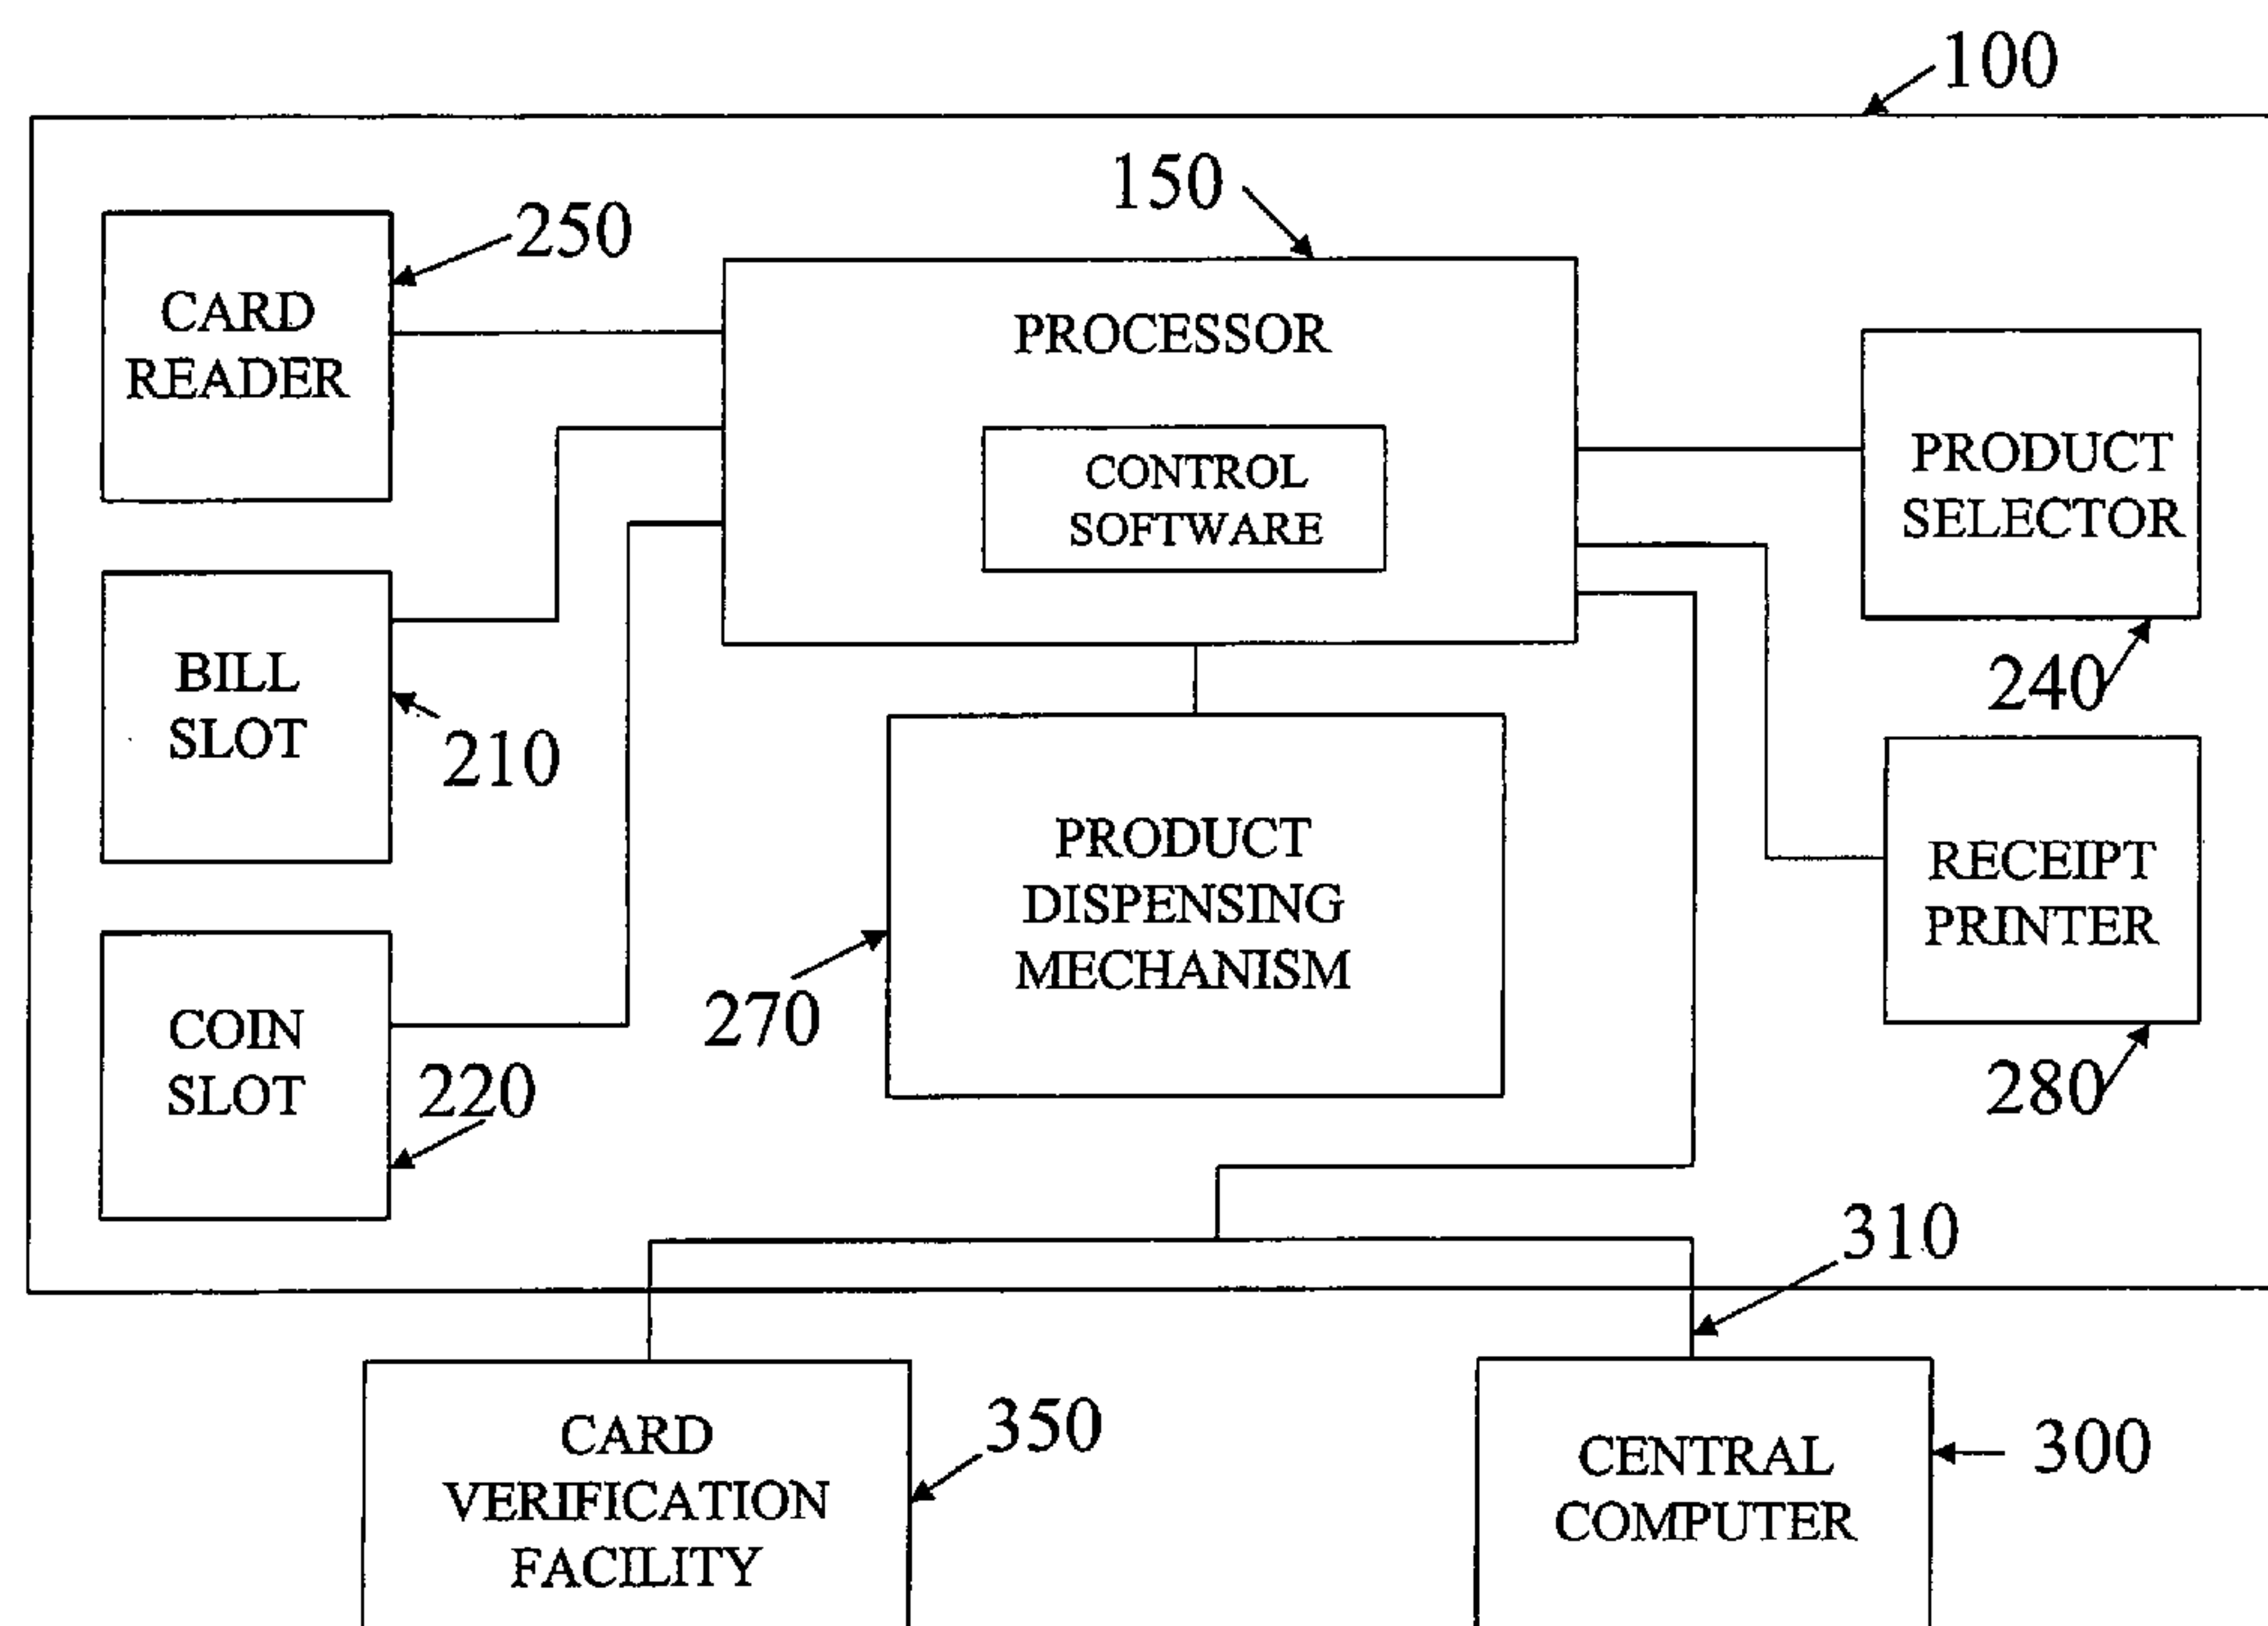 100
150
250
CARD
READER
PROCESSOR
CONTROL
SOFTWARE
PRODUCT
SELECTOR
240
BILL
SLOT
210
PRODUCT
DISPENSING
MECHANISM
270
RECEIPT
PRINTER
280
COIN
SLOT
220
310
CARD
VERIFICATION
FACILITY
350
CENTRAL
COMPUTER
300